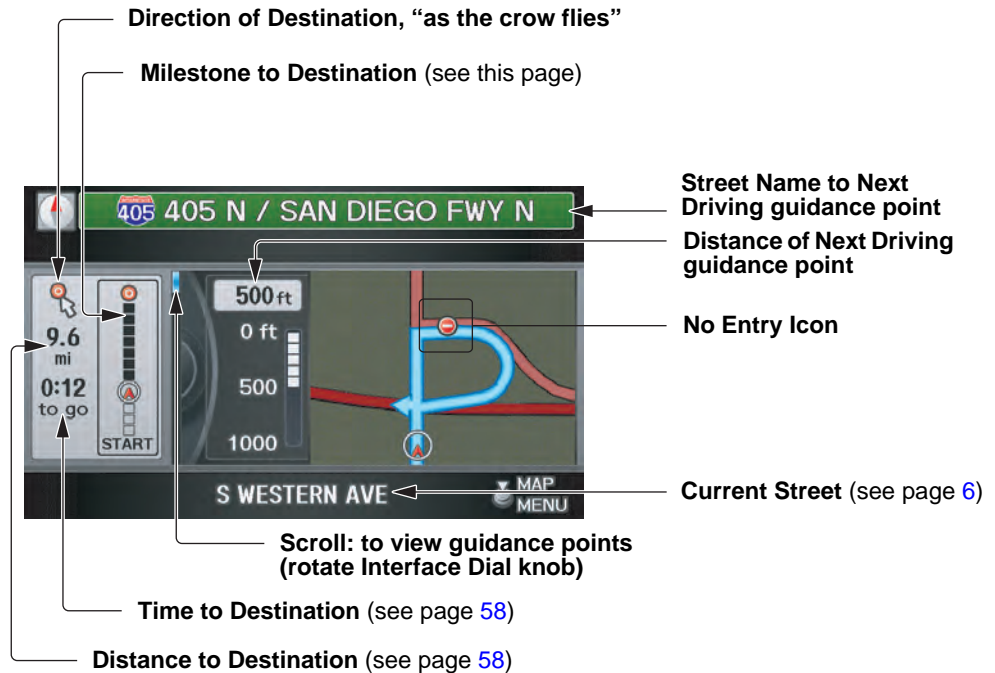 Direction of Destination, “as the crow flies”
Milestone to Destination (see this page)
405 405 N / SAN DIEGO FWY N
Street Name to Next
Driving guidance point
Distance of Next Driving
guidance point
500 ft
9.6
mi
0:12
to go
START
0 ft
500
1000
No Entry Icon
S WESTERN AVE
MAP
MENU
Current Street (see page 6)
Scroll: to view guidance points
(rotate Interface Dial knob)
Time to Destination (see page 58)
Distance to Destination (see page 58)